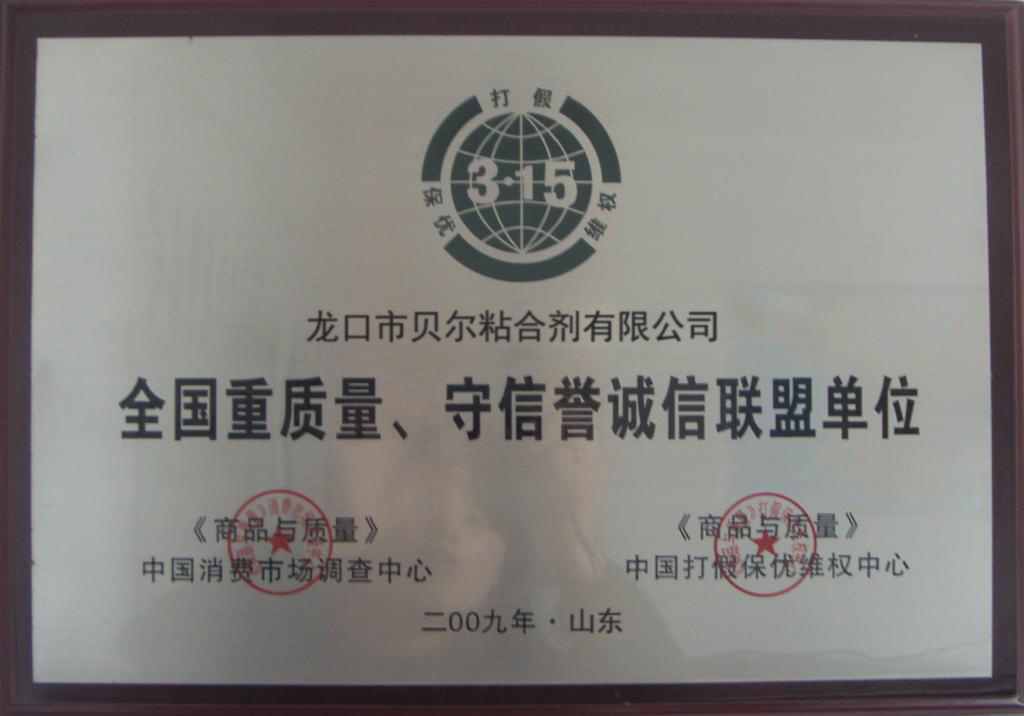 打假
3·15
保优
维权
龙口市贝尔粘合剂有限公司
全国重质量、守信誉诚信联盟单位
《商品与质量》
中国消费市场调查中心
《商品与质量》
中国打假保优维权中心
二00九年·山东